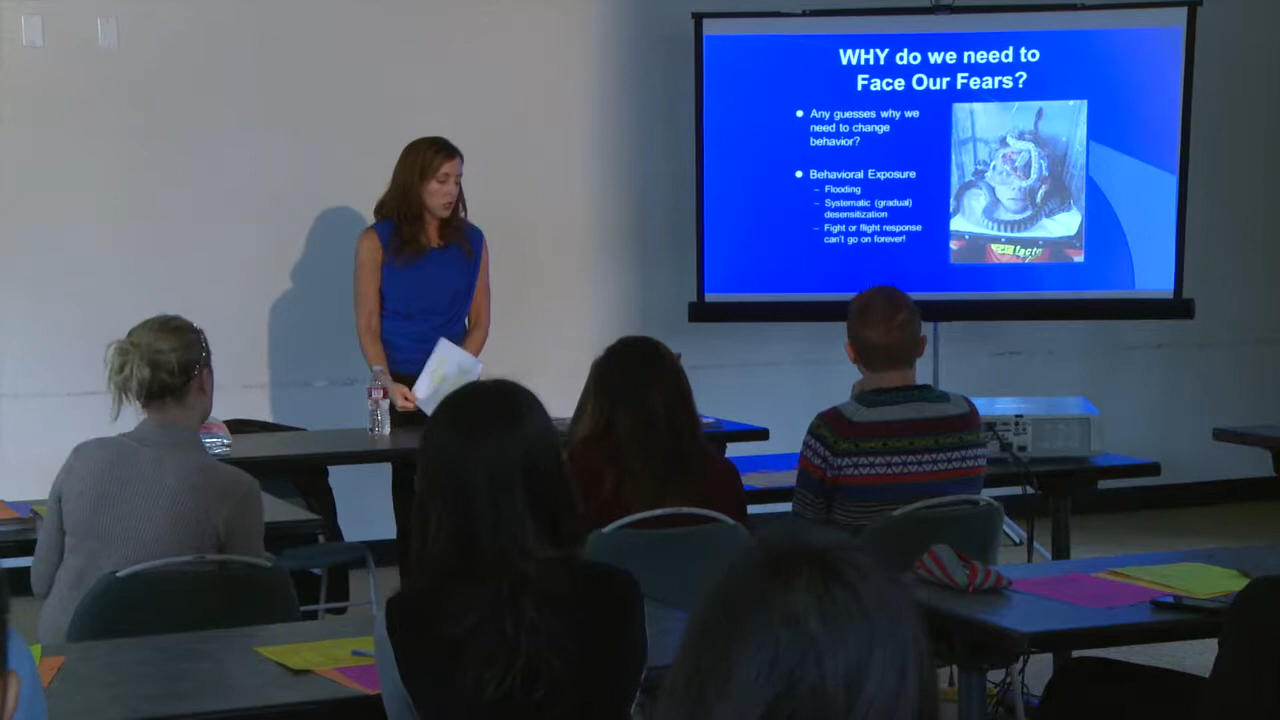 WHY do we need to
Face Our Fears?
Any guesses why we
need to change
behavior?
Behavioral Exposure
– Flooding
– Systematic (gradual)
desensitization
– Fight or flight response
can't go on forever!
facto